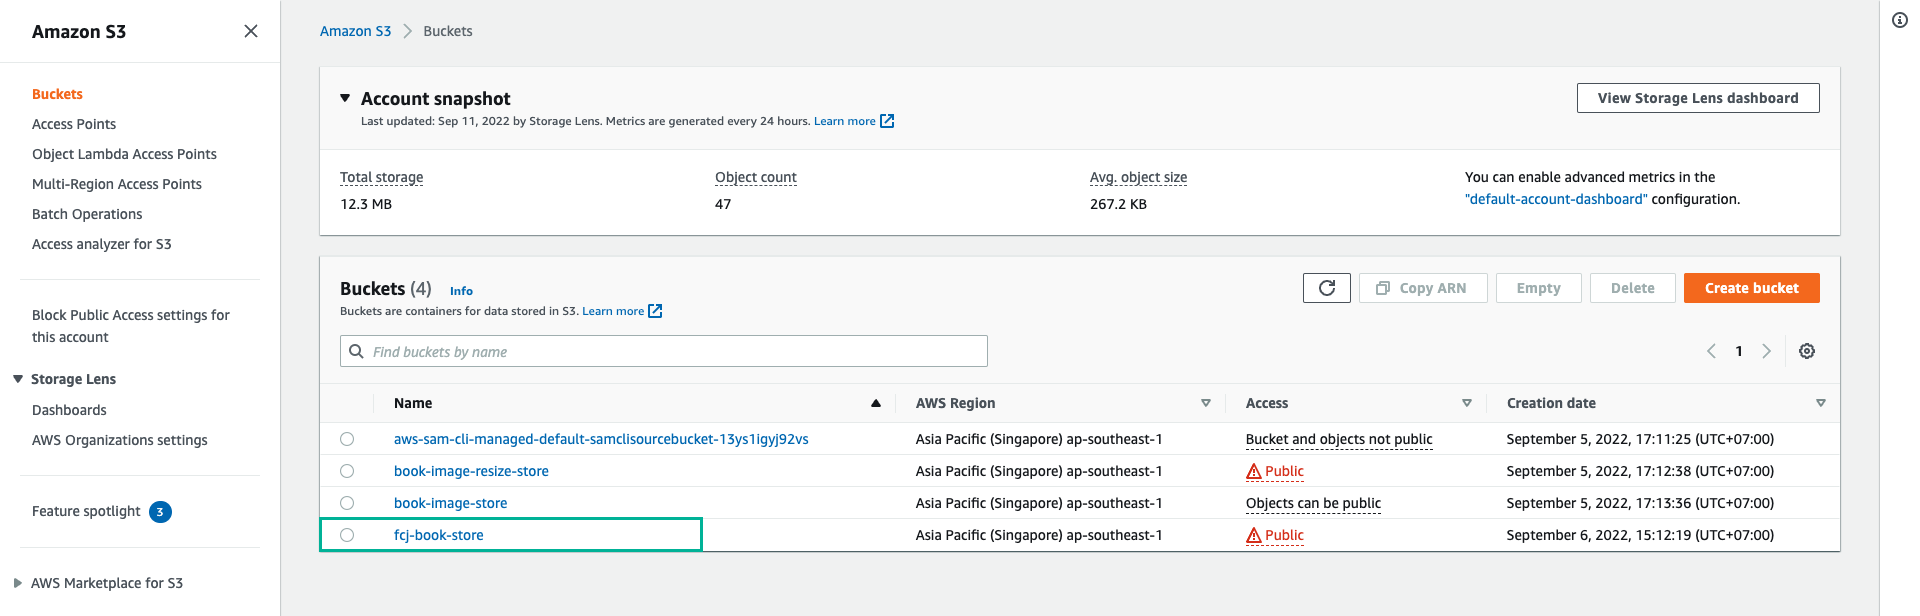 Amazon S3
Buckets
Access Points
Object Lambda Access Points
Multi-Region Access Points
Batch Operations
Access analyzer for S3
Block Public Access settings for
this account
Storage Lens
Dashboards
AWS Organizations settings
Feature spotlight 3
AWS Marketplace for S3
Amazon S3 Buckets
Account snapshot
View Storage Lens dashboard
Last updated: Sep 11, 2022 by Storage Lens. Metrics are generated every 24 hours. Learn more
Total storage
12.3 MB
Object count
47
Avg. object size
267.2 KB
You can enable advanced metrics in the
"default-account-dashboard" configuration.
Buckets (4) Info
Buckets are containers for data stored in S3. Learn more
Copy ARN Empty Delete Create bucket
Find buckets by name
1
Name AWS Region Access Creation date
aws-sam-cli-managed-default-samclisourcebucket-13ys1igyj92vs Asia Pacific (Singapore) ap-southeast-1 Bucket and objects not public September 5, 2022, 17:11:25 (UTC+07:00)
book-image-resize-store Asia Pacific (Singapore) ap-southeast-1 Public September 5, 2022, 17:12:38 (UTC+07:00)
book-image-store Asia Pacific (Singapore) ap-southeast-1 Objects can be public September 5, 2022, 17:13:36 (UTC+07:00)
fcj-book-store Asia Pacific (Singapore) ap-southeast-1 Public September 6, 2022, 15:12:19 (UTC+07:00)